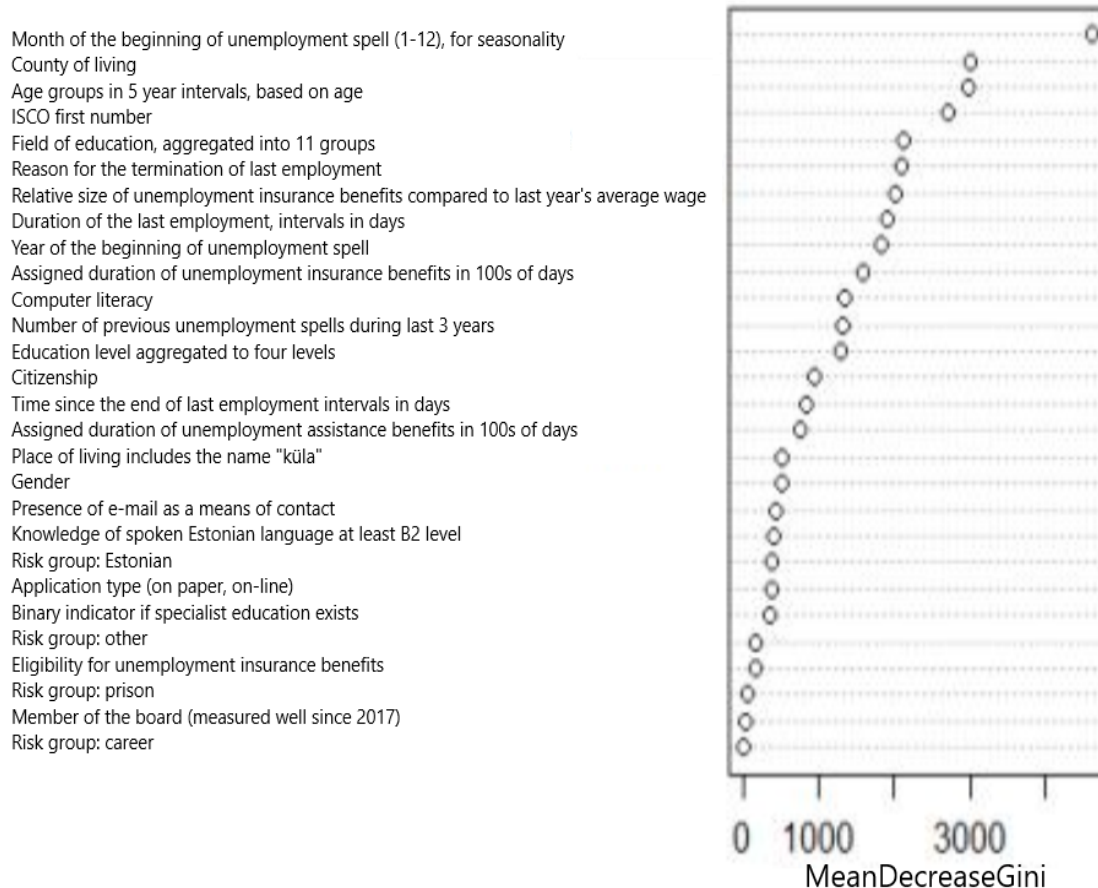 Month of the beginning of unemployment spell (1-12), for seasonality
County of living
Age groups in 5 year intervals, based on age
ISCO first number
Field of education, aggregated into 11 groups
Reason for the termination of last employment
Relative size of unemployment insurance benefits compared to last year's average wage
Duration of the last employment, intervals in days
Year of the beginning of unemployment spell
Assigned duration of unemployment insurance benefits in 100s of days
Computer literacy
Number of previous unemployment spells during last 3 years
Education level aggregated to four levels
Citizenship
Time since the end of last employment intervals in days
Assigned duration of unemployment assistance benefits in 100s of days
Place of living includes the name "küla"
Gender
Presence of e-mail as a means of contact
Knowledge of spoken Estonian language at least B2 level
Risk group: Estonian
Application type (on paper, on-line)
Binary indicator if specialist education exists
Risk group: other
Eligibility for unemployment insurance benefits
Risk group: prison
Member of the board (measured well since 2017)
Risk group: career
0 1000 3000
MeanDecreaseGini